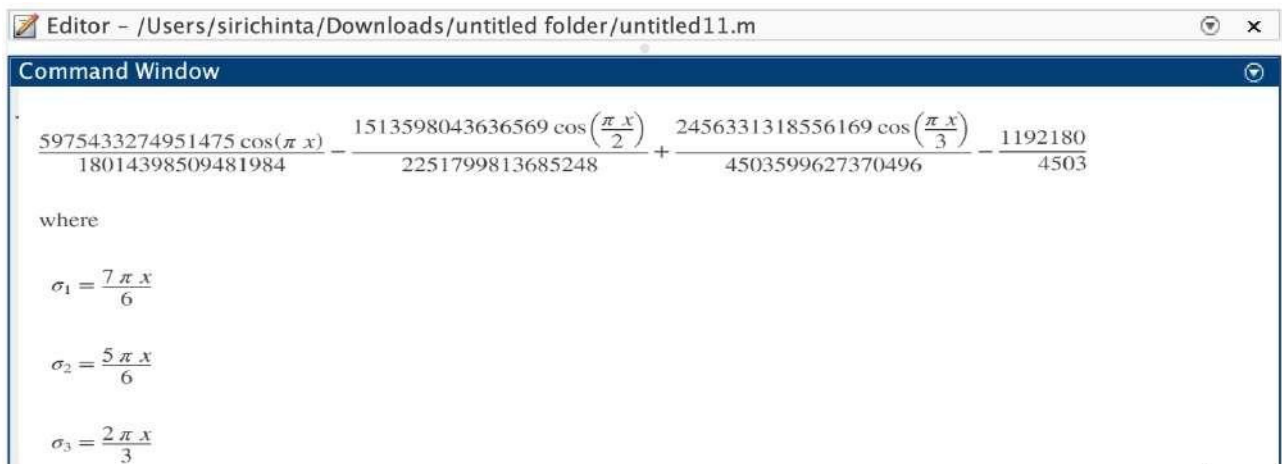 Editor – /Users/sirichinta/Downloads/untitled folder/untitled11.m
Command Window
59754333274951475 cos(π x) / 18014398509481984 − 1513598043636569 cos(π x / 2) / 2251799813685248 + 2456331318556169 cos(π x / 3) / 4503599627370496 − 1192180 / 4503
where
σ₁ = 7 π x / 6
σ₂ = 5 π x / 6
σ₃ = 2 π x / 3